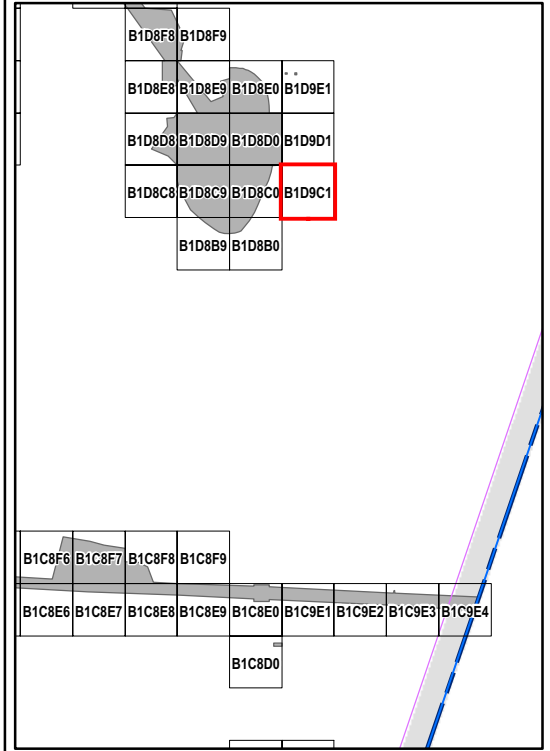 B1D8F8 B1D8F9
B1D8E8 B1D8E9 B1D8E0 B1D9E1
B1D8D8 B1D8D9 B1D8D0 B1D9D1
B1D8C8 B1D8C9 B1D8C0 B1D9C1
B1D8B9 B1D8B0
B1C8F6 B1C8F7 B1C8F8 B1C8F9
B1C8E6 B1C8E7 B1C8E8 B1C8E9 B1C8E0 B1C9E1 B1C9E2 B1C9E3 B1C9E4
B1C8D0